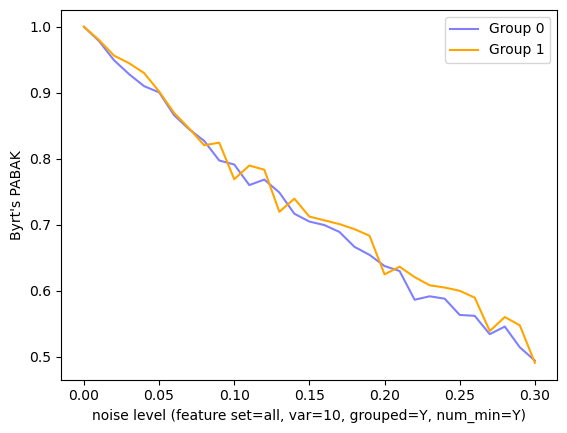 Group 0
Group 1
1.0
0.9
0.8
0.7
0.6
0.5
Byrt's PABAK
0.00 0.05 0.10 0.15 0.20 0.25 0.30
noise level (feature set=all, var=10, grouped=Y, num_min=Y)